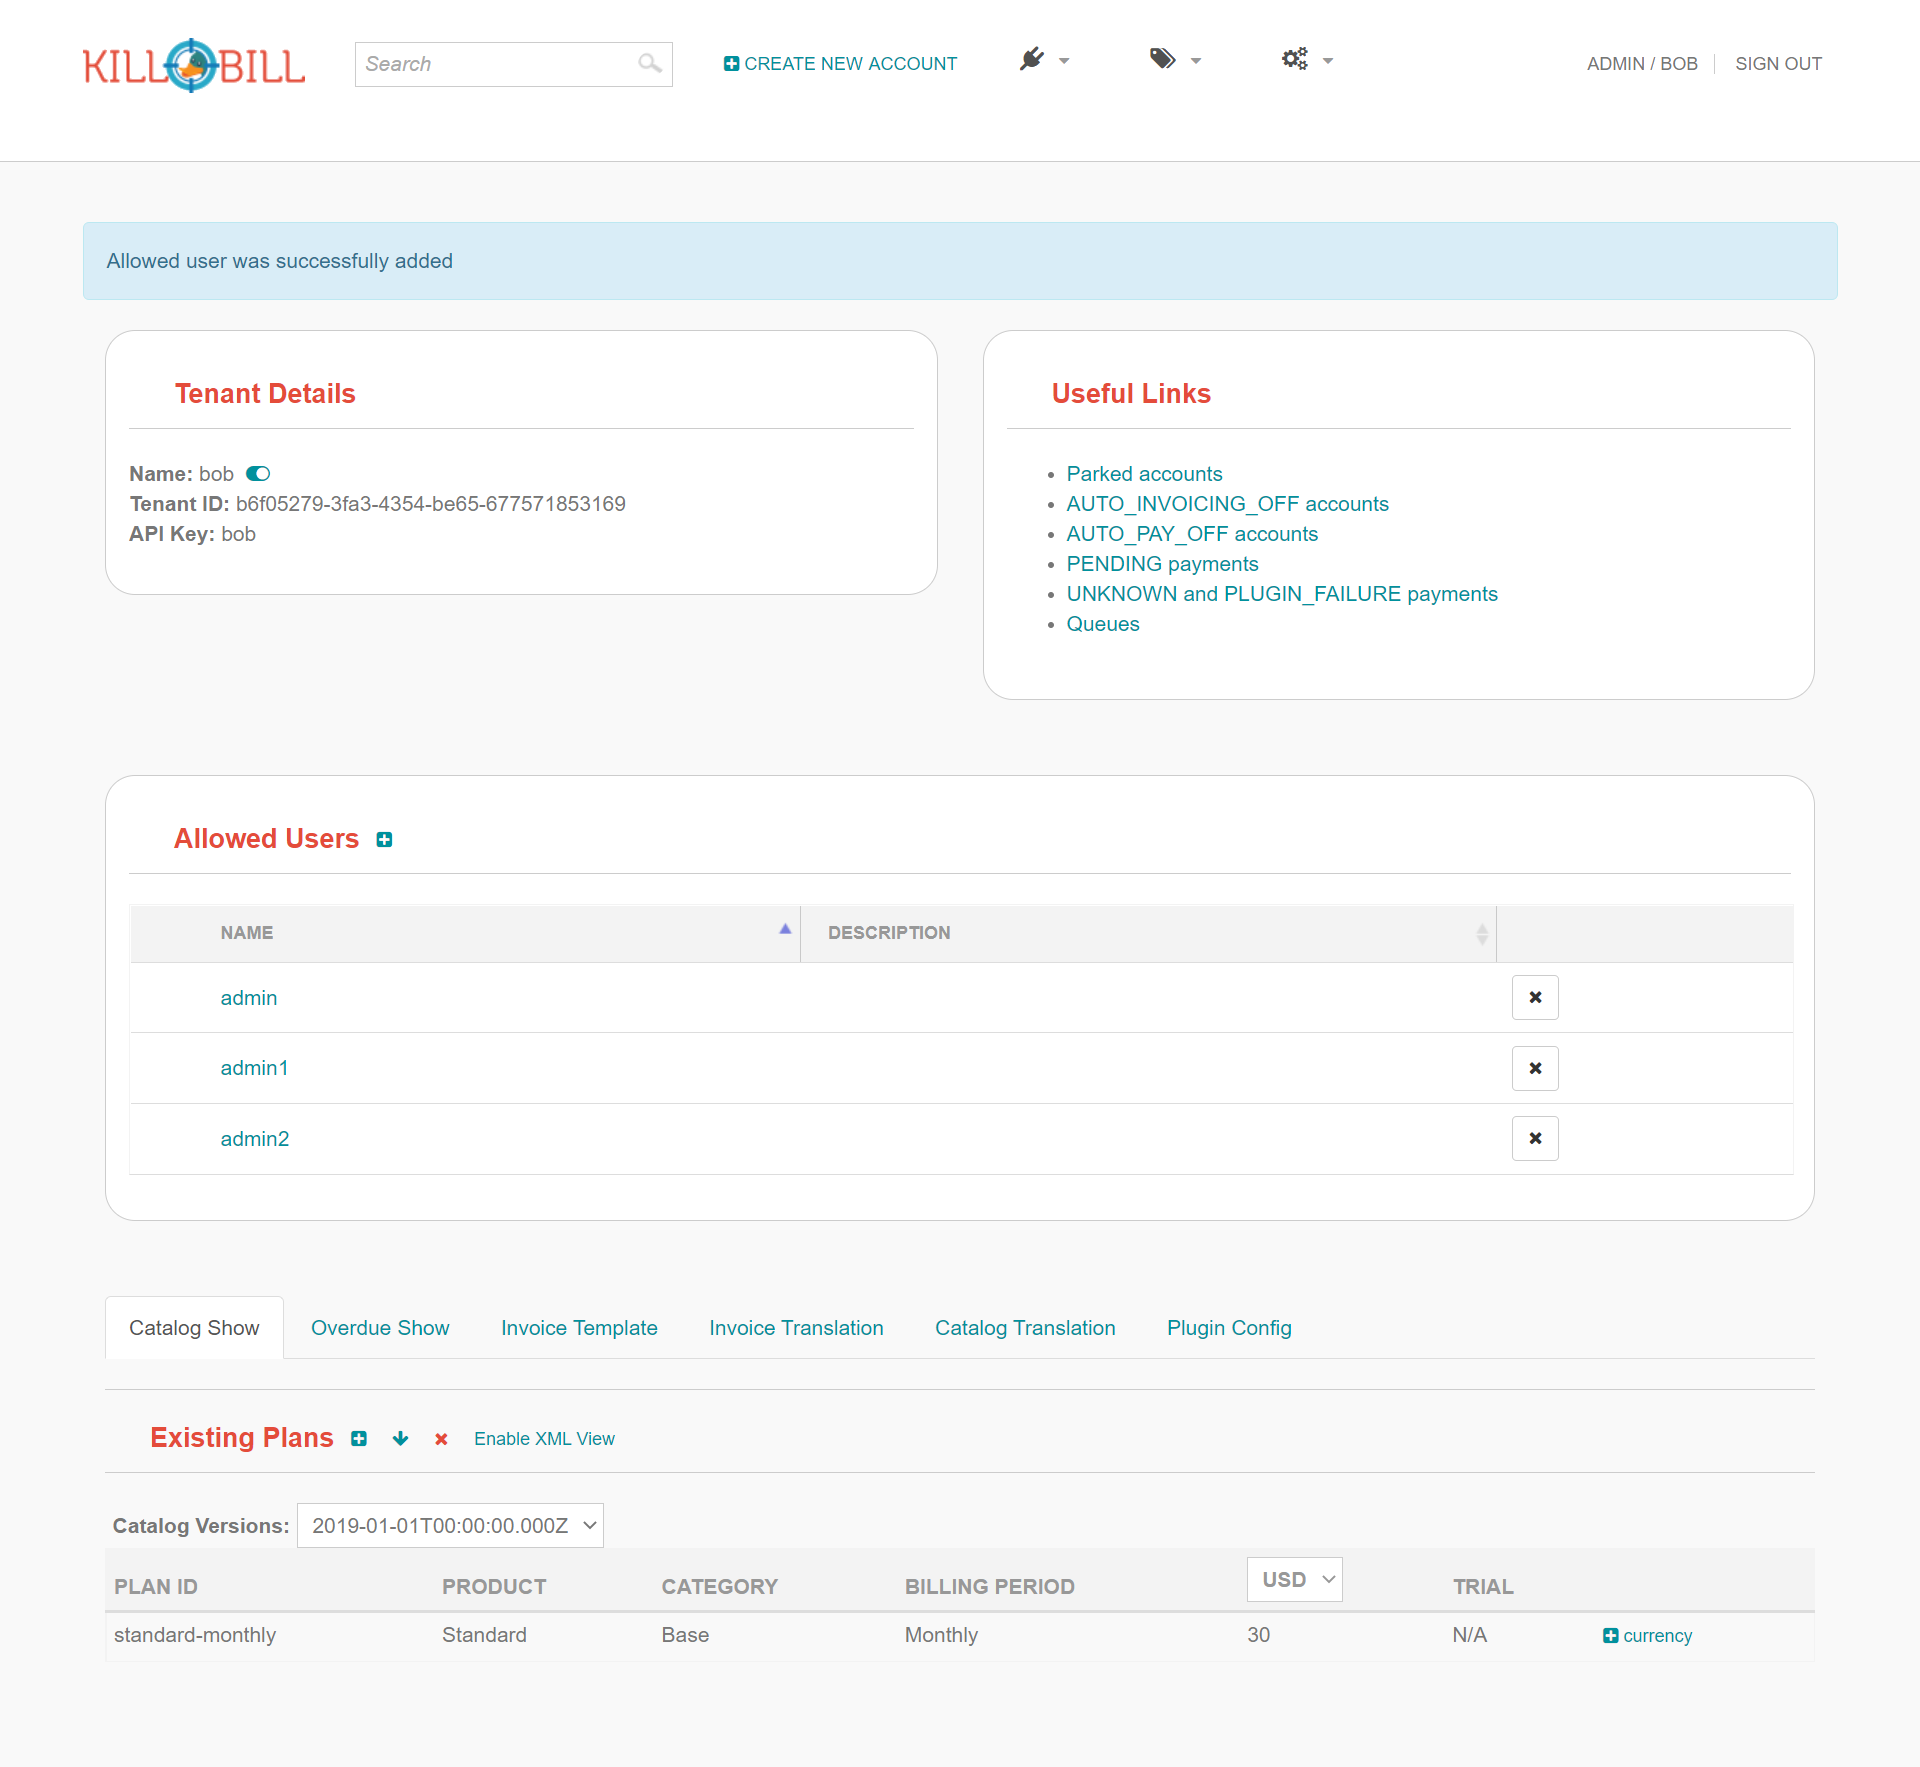 KILL BILL
Search
CREATE NEW ACCOUNT
ADMIN / BOB
SIGN OUT
Allowed user was successfully added
Tenant Details
Name: bob
Tenant ID: b6f05279-3fa3-4354-be65-677571853169
API Key: bob
Useful Links
Parked accounts
AUTO_INVOICING_OFF accounts
AUTO_PAY_OFF accounts
PENDING payments
UNKNOWN and PLUGIN_FAILURE payments
Queues
Allowed Users
NAME DESCRIPTION
admin
admin1
admin2
Catalog Show Overdue Show Invoice Template Invoice Translation Catalog Translation Plugin Config
Existing Plans Enable XML View
Catalog Versions: 2019-01-01T00:00:00.000Z
PLAN ID PRODUCT CATEGORY BILLING PERIOD USD TRIAL
standard-monthly Standard Base Monthly 30 N/A currency